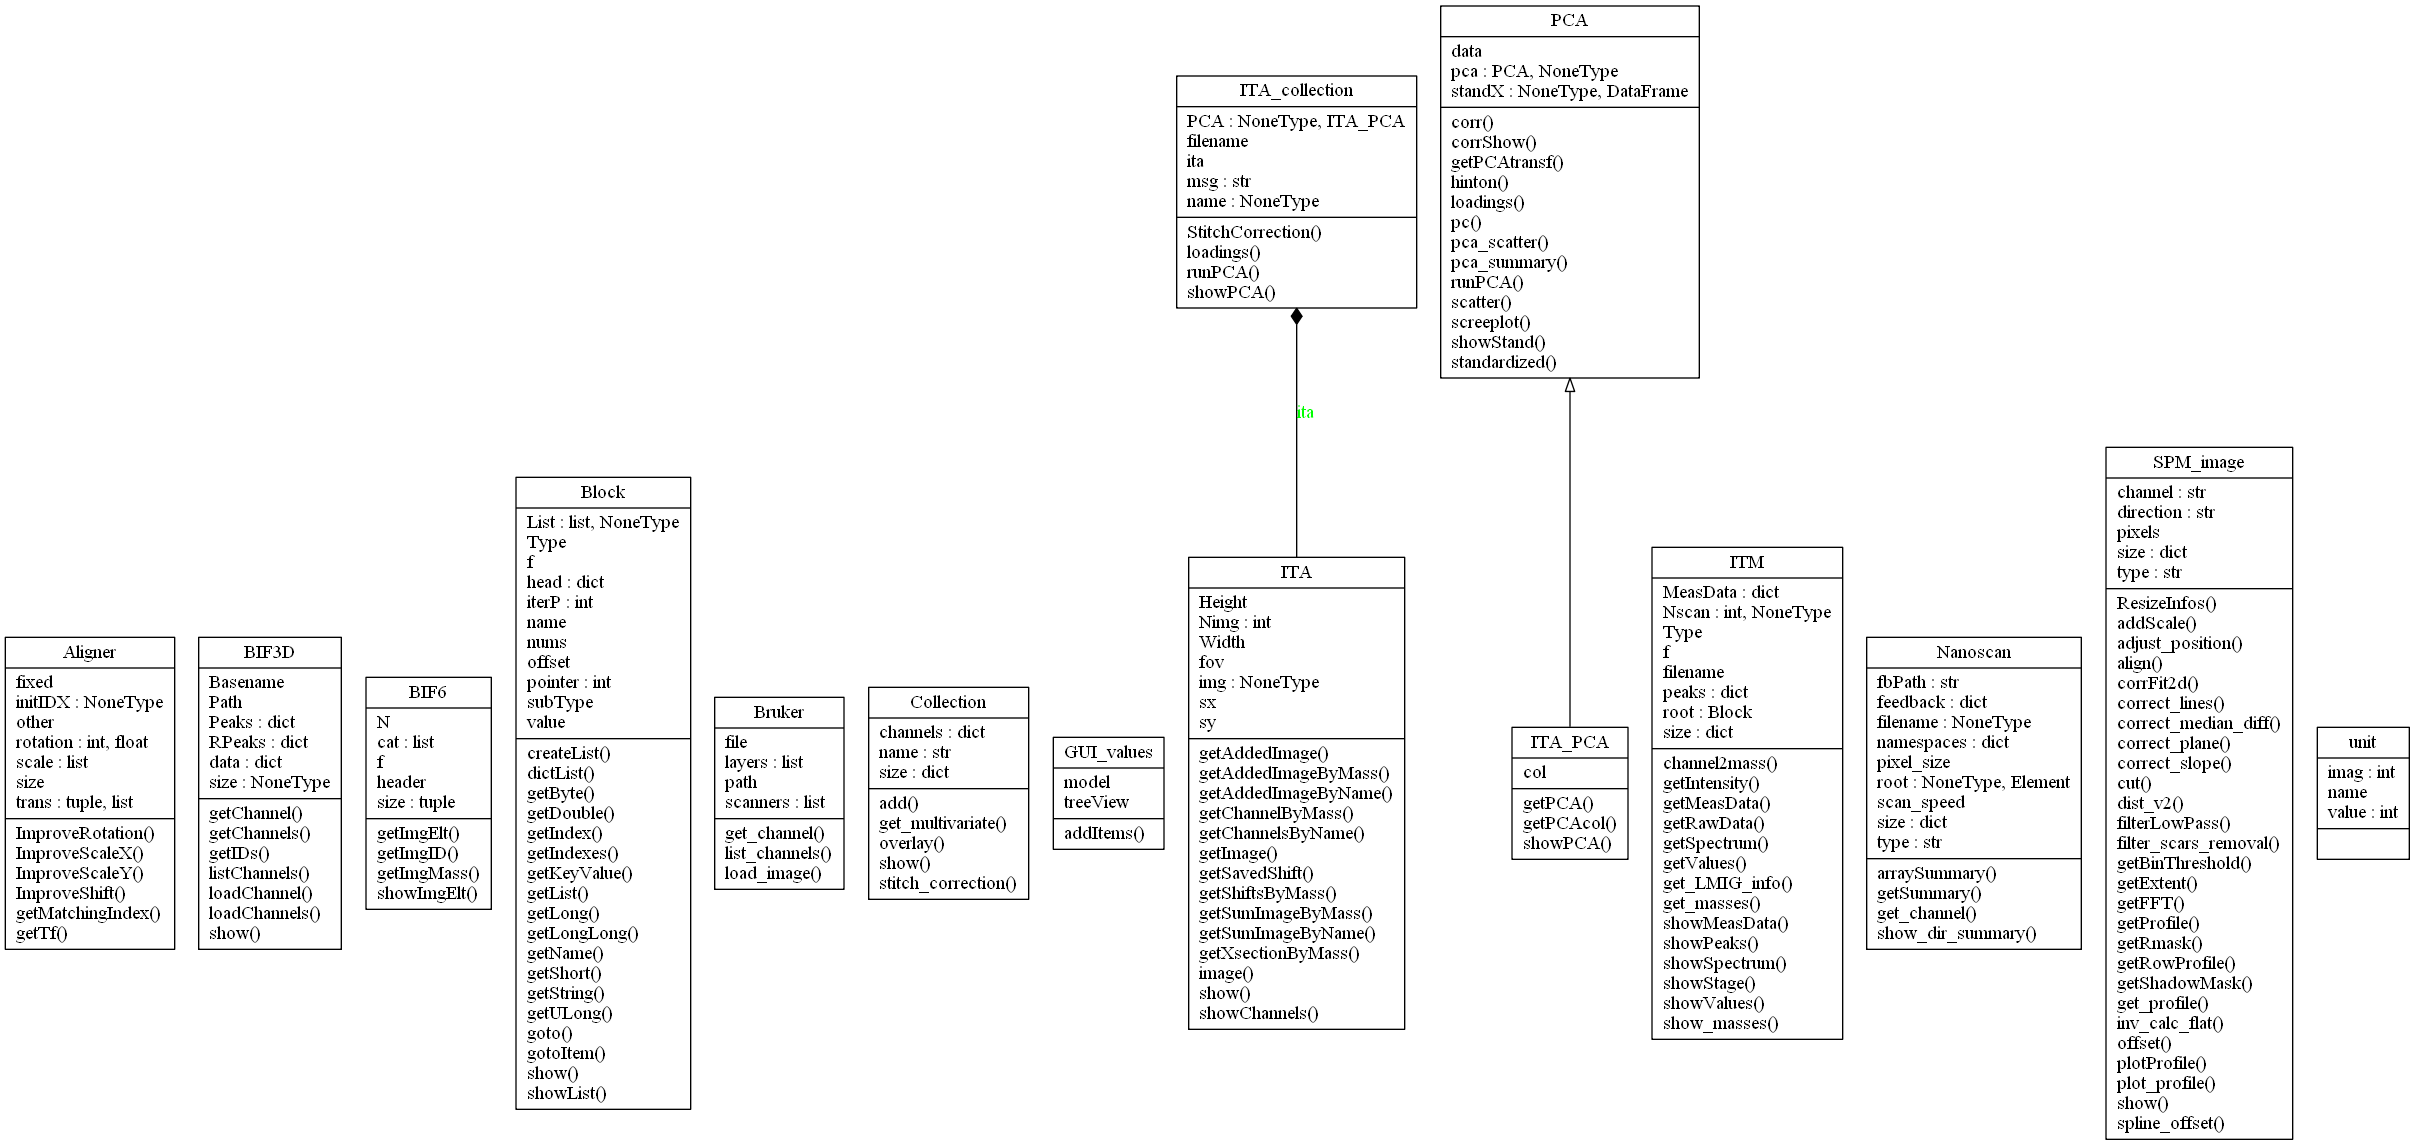 PCA
data
pca : PCA, NoneType
standX : NoneType, DataFrame
corr()
corrShow()
getPCAtransf()
hinton()
loadings()
pc()
pca_scatter()
pca_summary()
runPCA()
scatter()
screeplot()
showStand()
standardized()
ITA_collection
PCA : NoneType, ITA_PCA
filename
ita
msg : str
name : NoneType
StitchCorrection()
loadings()
runPCA()
showPCA()
ita
Aligner
fixed
initIDX : NoneType
other
rotation : int, float
scale : list
size
trans : tuple, list
ImproveRotation()
ImproveScaleX()
ImproveScaleY()
ImproveShift()
getMatchingIndex()
getTf()
BIF3D
Basename
Path
Peaks : dict
RPeaks : dict
data : dict
size : NoneType
getChannel()
getChannels()
getIDs()
listChannels()
loadChannel()
loadChannels()
show()
BIF6
N
cat : list
f
header
size : tuple
getImgElt()
getImgID()
getImgMass()
showImgElt()
Block
List : list, NoneType
Type
f
head : dict
iterP : int
name
nums
offset
pointer : int
subType
value
createList()
dictList()
getByte()
getDouble()
getIndex()
getIndexes()
getKeyValue()
getList()
getLong()
getLongLong()
getName()
getShort()
getString()
getULong()
goto()
gotoItem()
show()
showList()
Bruker
file
layers : list
path
scanners : list
get_channel()
list_channels()
load_image()
Collection
channels : dict
name : str
size : dict
add()
get_multivariate()
overlay()
show()
stitch_correction()
GUI_values
model
treeView
addItems()
ITA
Height
Nimg : int
Width
fov
img : NoneType
sx
sy
getAddedImage()
getAddedImageByMass()
getAddedImageByName()
getChannelByMass()
getChannelsByName()
getImage()
getSavedShift()
getShiftsByMass()
getSumImageByMass()
getSumImageByName()
getXsectionByMass()
image()
show()
showChannels()
ITA_PCA
col
getPCA()
getPCAcol()
showPCA()
ITM
MeasData : dict
Nscan : int, NoneType
Type
f
filename
peaks : dict
root : Block
size : dict
channel2mass()
getIntensity()
getMeasData()
getRawData()
getSpectrum()
getValues()
get_LMIG_info()
get_masses()
showMeasData()
showPeaks()
showSpectrum()
showStage()
showValues()
show_masses()
Nanoscan
fbPath : str
feedback : dict
filename : NoneType
namespaces : dict
pixel_size
root : NoneType, Element
scan_speed
size : dict
type : str
arraySummary()
getSummary()
get_channel()
show_dir_summary()
SPM_image
channel : str
direction : str
pixels
size : dict
type : str
ResizeInfos()
addScale()
adjust_position()
align()
corrFit2d()
correct_lines()
correct_median_diff()
correct_plane()
correct_slope()
cut()
dist_v2()
filterLowPass()
filter_scars_removal()
getBinThreshold()
getExtent()
getFFT()
getProfile()
getRmask()
getRowProfile()
getShadowMask()
get_profile()
inv_calc_flat()
offset()
plotProfile()
plot_profile()
show()
spline_offset()
unit
imag : int
name
value : int